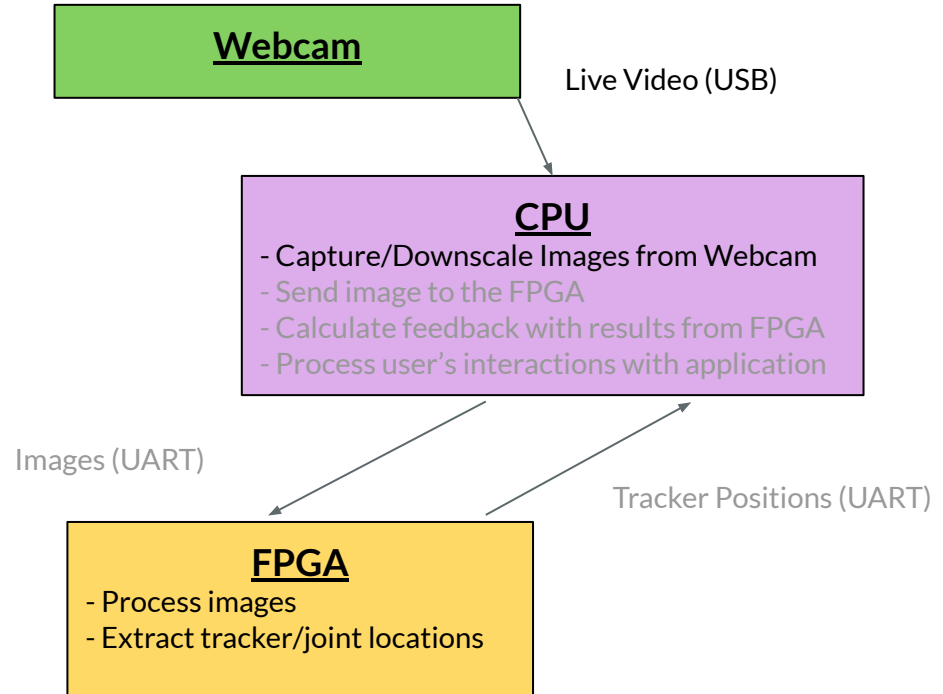 Webcam
Live Video (USB)
CPU
- Capture/Downscale Images from Webcam
- Send image to the FPGA
- Calculate feedback with results from FPGA
- Process user’s interactions with application
Images (UART)
Tracker Positions (UART)
FPGA
- Process images
- Extract tracker/joint locations